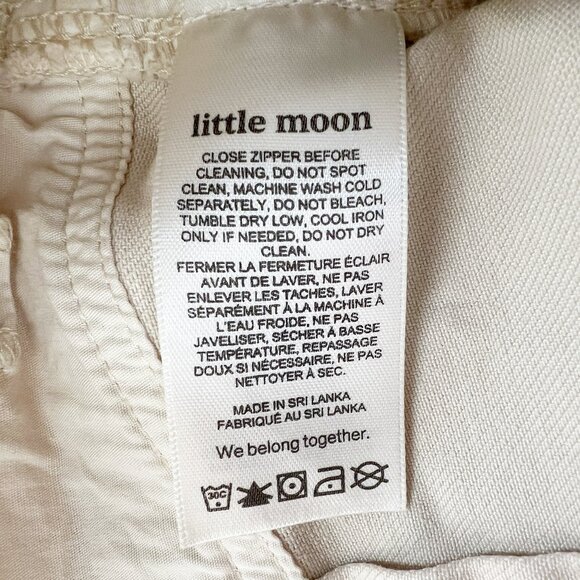 little moon
CLOSE ZIPPER BEFORE
CLEANING, DO NOT SPOT
CLEAN, MACHINE WASH COLD
SEPARATELY, DO NOT BLEACH,
TUMBLE DRY LOW, COOL IRON
ONLY IF NEEDED, DO NOT DRY
CLEAN.
FERMER LA FERMETURE ÉCLAIR
AVANT DE LAVER, NE PAS
ENLEVER LES TACHES, LAVER
SÉPARÉMENT À LA MACHINE À
L'EAU FROIDE, NE PAS
JAVELISER, SÉCHER À BASSE
TEMPÉRATURE, REPASSAGE
DOUX SI NÉCESSAIRE, NE PAS
NETTOYER À SEC.
MADE IN SRI LANKA
FABRIQUÉ AU SRI LANKA
We belong together.
30C